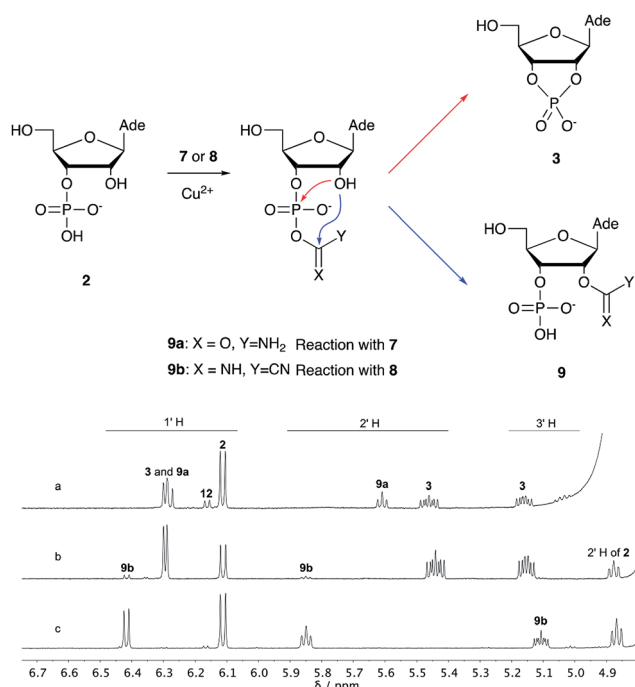 HO
O
Ade
O
O
P
O
O⁻
3
HO
O
Ade
O
OH
O=P–O⁻
OH
2
7 or 8
Cu²⁺
HO
O
Ade
O
OH
O=P–O⁻
O
Y
X
HO
O
Ade
O
O
Y
O=P–O⁻
X
OH
9
9a: X = O, Y=NH₂ Reaction with 7
9b: X = NH, Y=CN Reaction with 8
1' H
2' H
3' H
a
3 and 9a
12
2
9a
3
3
b
9b
9b
2' H of 2
c
9b
6.7 6.6 6.5 6.4 6.3 6.2 6.1 6.0 5.9 5.8 5.7 5.6 5.5 5.4 5.3 5.2 5.1 5.0 4.9
δ / ppm